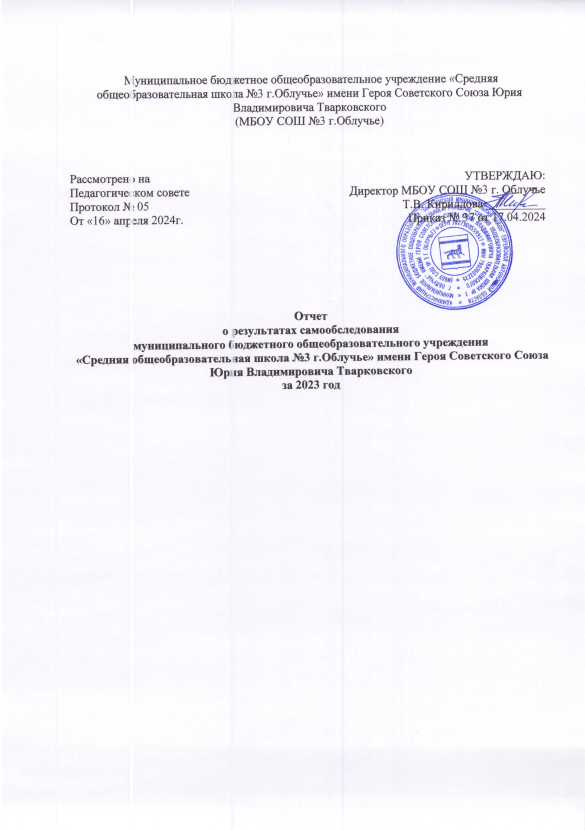 Муниципальное бюджетное общеобразовательное учреждение «Средняя
общеобразовательная школа №3 г.Облучье» имени Героя Советского Союза Юрия
Владимировича Тварковского
(МБОУ СОШ №3 г.Облучье)
Рассмотрено на
Педагогическом совете
Протокол № 05
От «16» апреля 2024г.
УТВЕРЖДАЮ:
Директор МБОУ СОШ №3 г. Облучье
Т.В. Кириллова
Приказ № 97 от 17.04.2024
Отчет
о результатах самообследования
муниципального бюджетного общеобразовательного учреждения
«Средняя общеобразовательная школа №3 г.Облучье» имени Героя Советского Союза
Юрия Владимировича Тварковского
за 2023 год